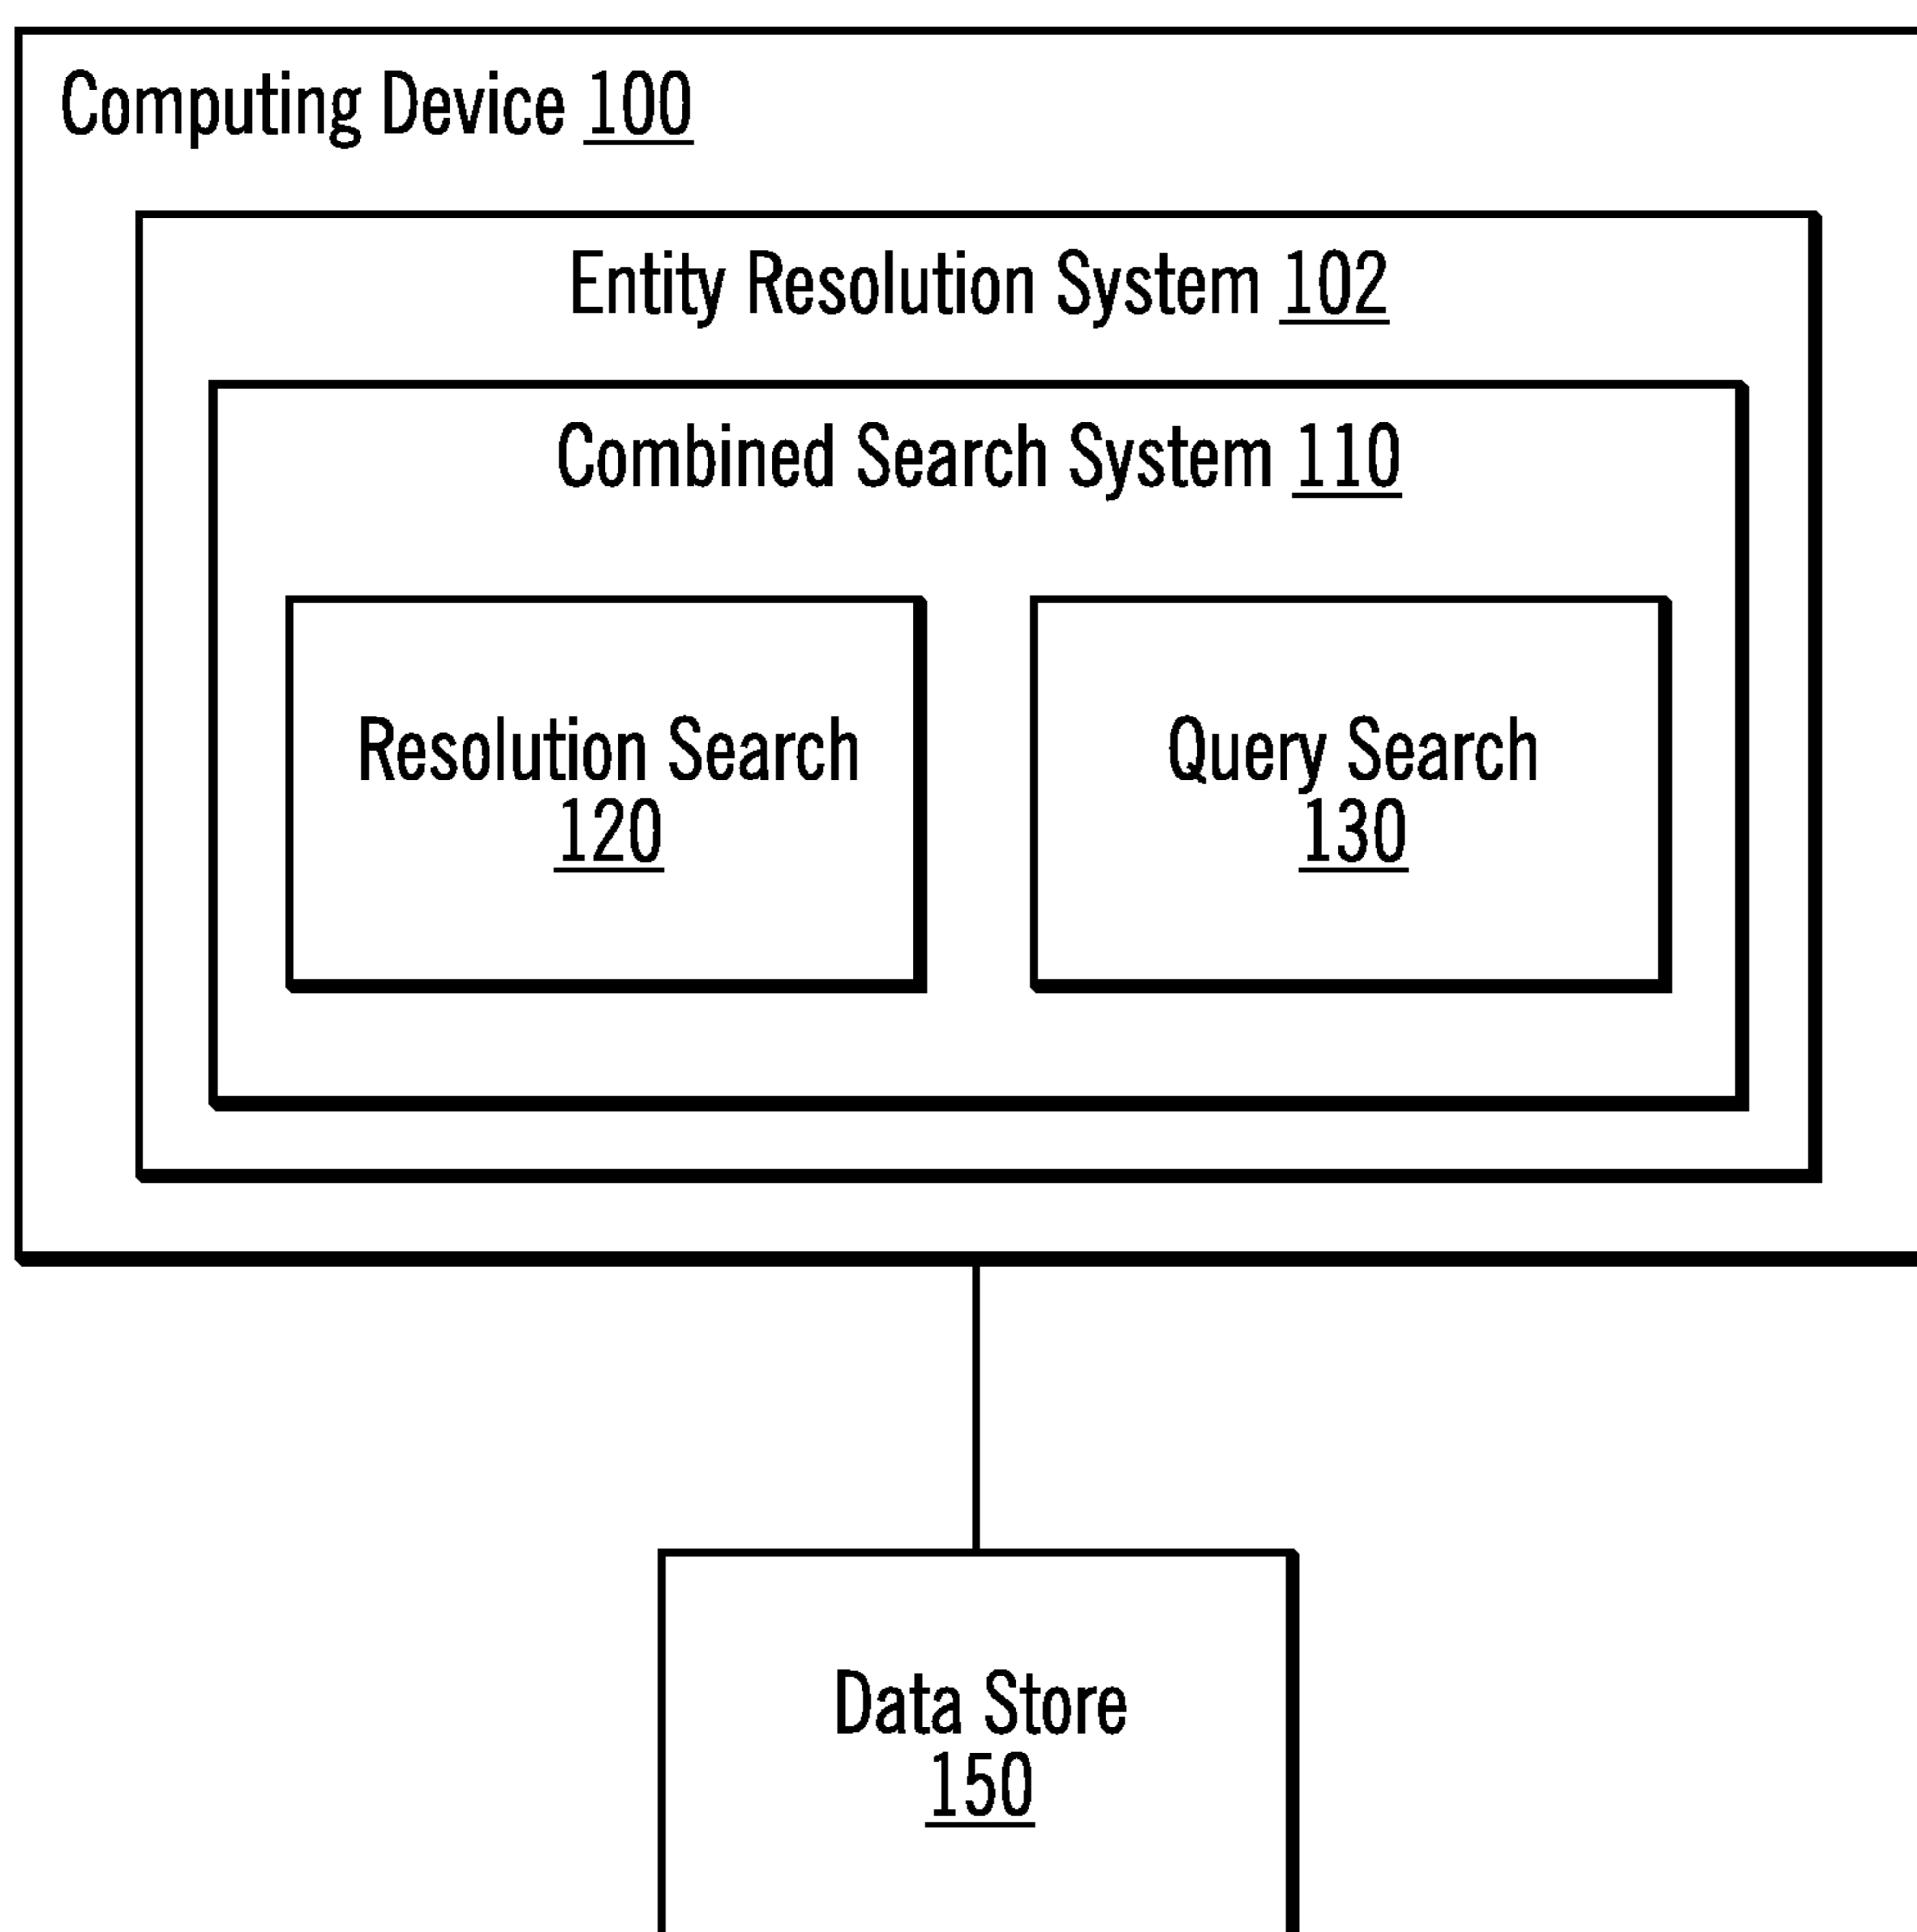 Computing Device 100
Entity Resolution System 102
Combined Search System 110
Resolution Search
120
Query Search
130
Data Store
150